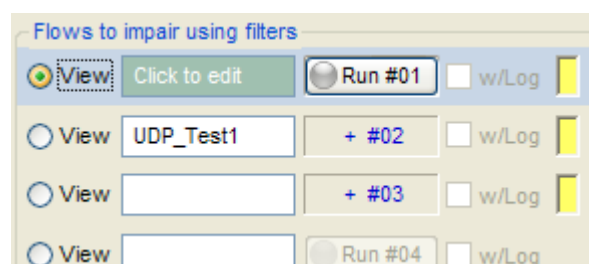 Flows to impair using filters
View Click to edit Run #01 w/Log
View UDP_Test1 + #02 w/Log
View + #03 w/Log
View Run #04 w/Log